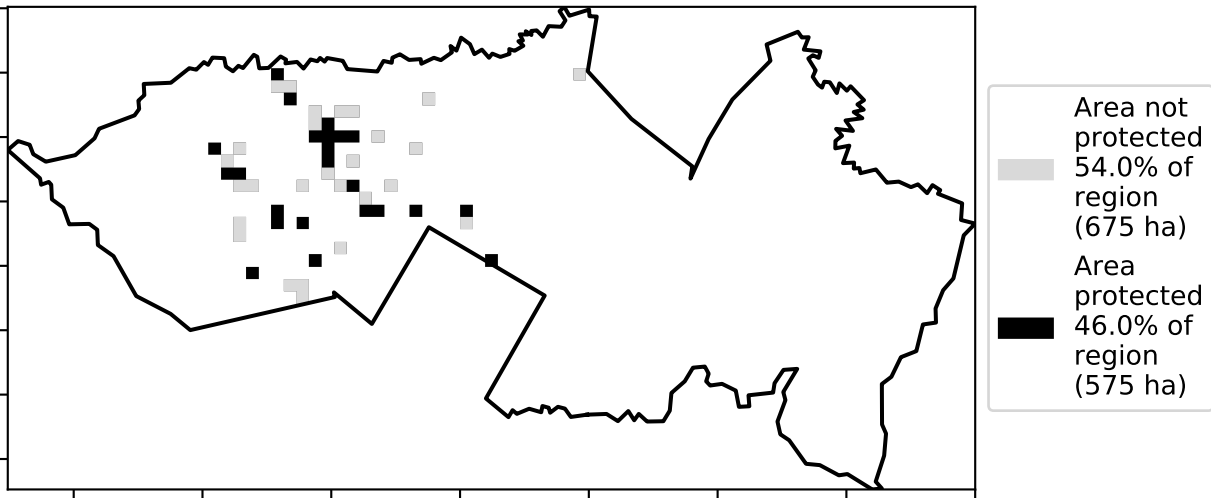 Area not
protected
54.0% of
region
(675 ha)
Area
protected
46.0% of
region
(575 ha)